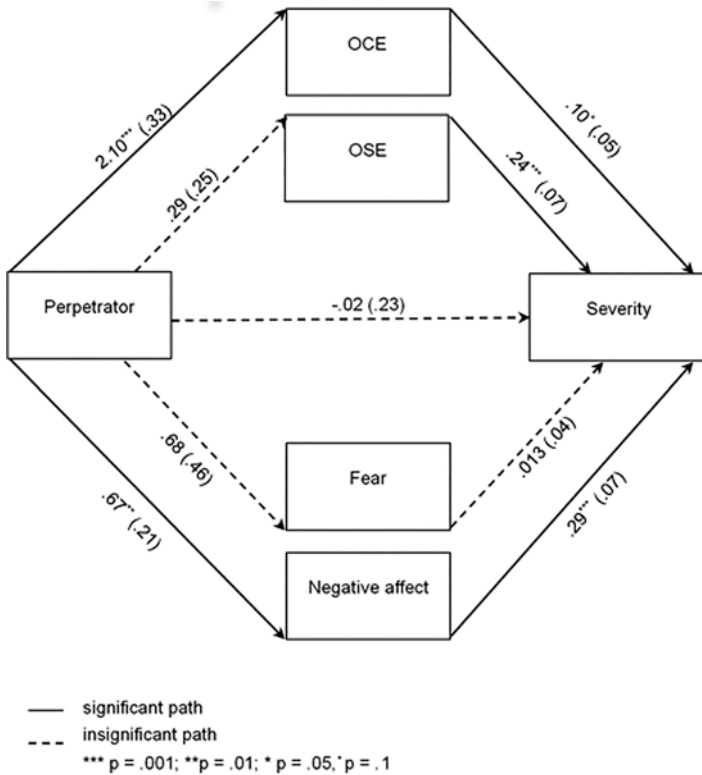 OCE
2.10*** (.33)
.10* (.05)
OSE
.29 (.25)
.24*** (.07)
Perpetrator
-.02 (.23)
Severity
.68 (.46)
Fear
.013 (.04)
.67** (.21)
Negative affect
.29*** (.07)
significant path
insignificant path
*** p = .001; **p = .01; * p = .05,˙p = .1